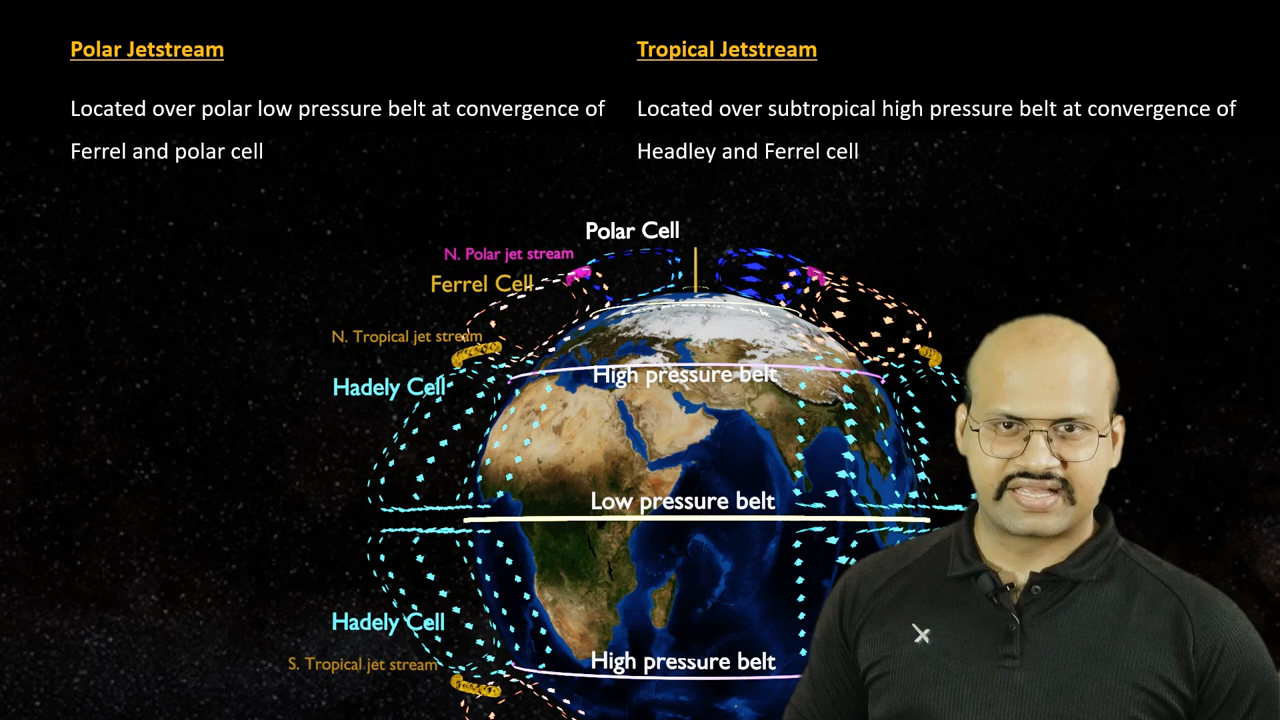 Polar Jetstream
Located over polar low pressure belt at convergence of
Ferrel and polar cell
Tropical Jetstream
Located over subtropical high pressure belt at convergence of
Headley and Ferrel cell
Polar Cell
N. Polar jet stream
Ferrel Cell
N. Tropical jet stream
High pressure belt
Hadely Cell
Low pressure belt
Hadely Cell
High pressure belt
S. Tropical jet stream